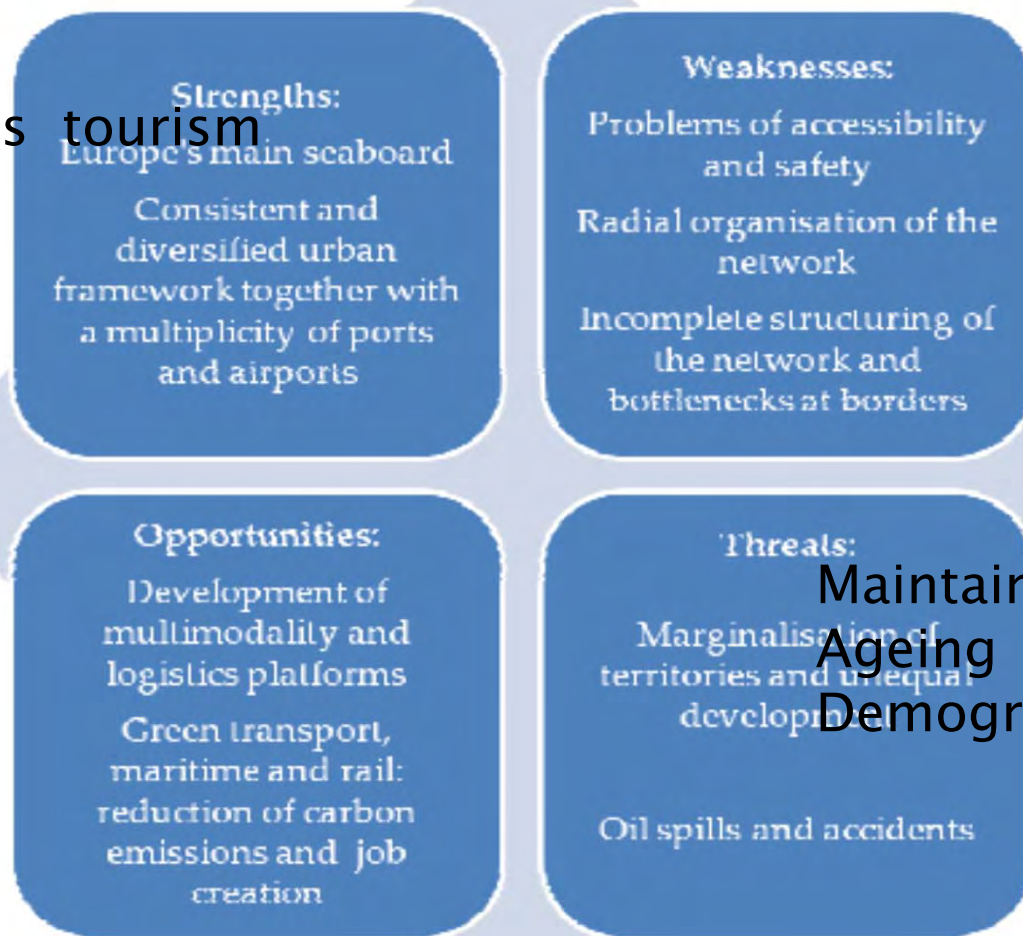 Strengths:
s tourism
Europe's main seaboard
Consistent and
diversified urban
framework together with
a multiplicity of ports
and airports
Weaknesses:
Problems of accessibility
and safety
Radial organisation of the
network
Incomplete structuring of
the network and
bottlenecks at borders
Opportunities:
Development of
multimodality and
logistics platforms
Green transport,
maritime and rail:
reduction of carbon
emissions and job
creation
Threats:
Maintain
Marginalisation of
Ageing
territories and unequal
Demogr
development
Oil spills and accidents